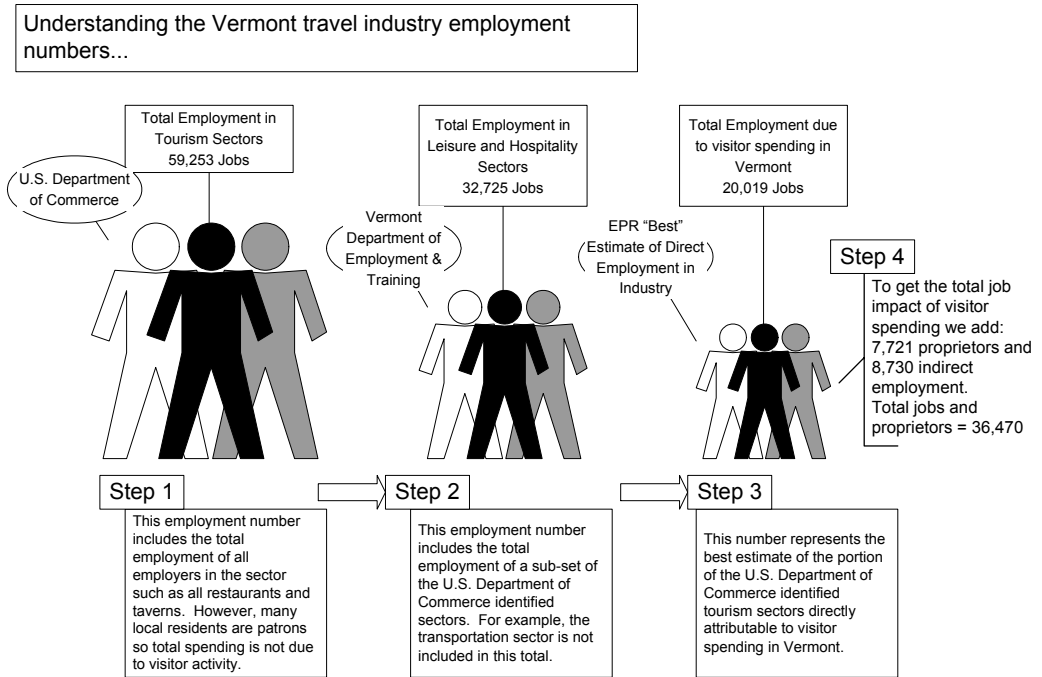 Understanding the Vermont travel industry employment
numbers...
Total Employment in
Tourism Sectors
59,253 Jobs
U.S. Department
of Commerce
Total Employment in
Leisure and Hospitality
Sectors
32,725 Jobs
Vermont
Department of
Employment &
Training
Total Employment due
to visitor spending in
Vermont
20,019 Jobs
EPR “Best”
Estimate of Direct
Employment in
Industry
Step 4
To get the total job
impact of visitor
spending we add:
7,721 proprietors and
8,730 indirect
employment.
Total jobs and
proprietors = 36,470
Step 1
This employment number
includes the total
employment of all
employers in the sector
such as all restaurants and
taverns. However, many
local residents are patrons
so total spending is not due
to visitor activity.
Step 2
This employment number
includes the total
employment of a sub-set of
the U.S. Department of
Commerce identified
sectors. For example, the
transportation sector is not
included in this total.
Step 3
This number represents the
best estimate of the portion
of the U.S. Department of
Commerce identified
tourism sectors directly
attributable to visitor
spending in Vermont.